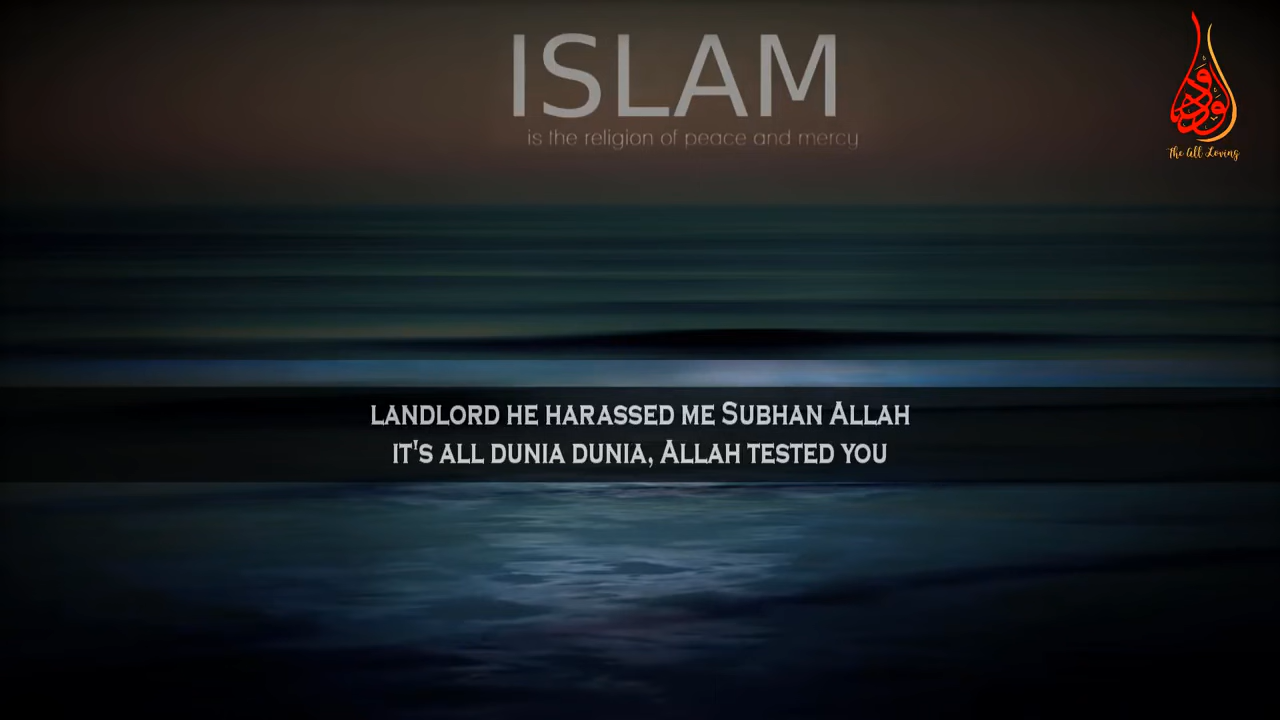 ISLAM
is the religion of peace and mercy
الودود
The All Loving
LANDLORD HE HARASSED ME SUBHAN ALLAH
IT'S ALL DUNIA DUNIA, ALLAH TESTED YOU